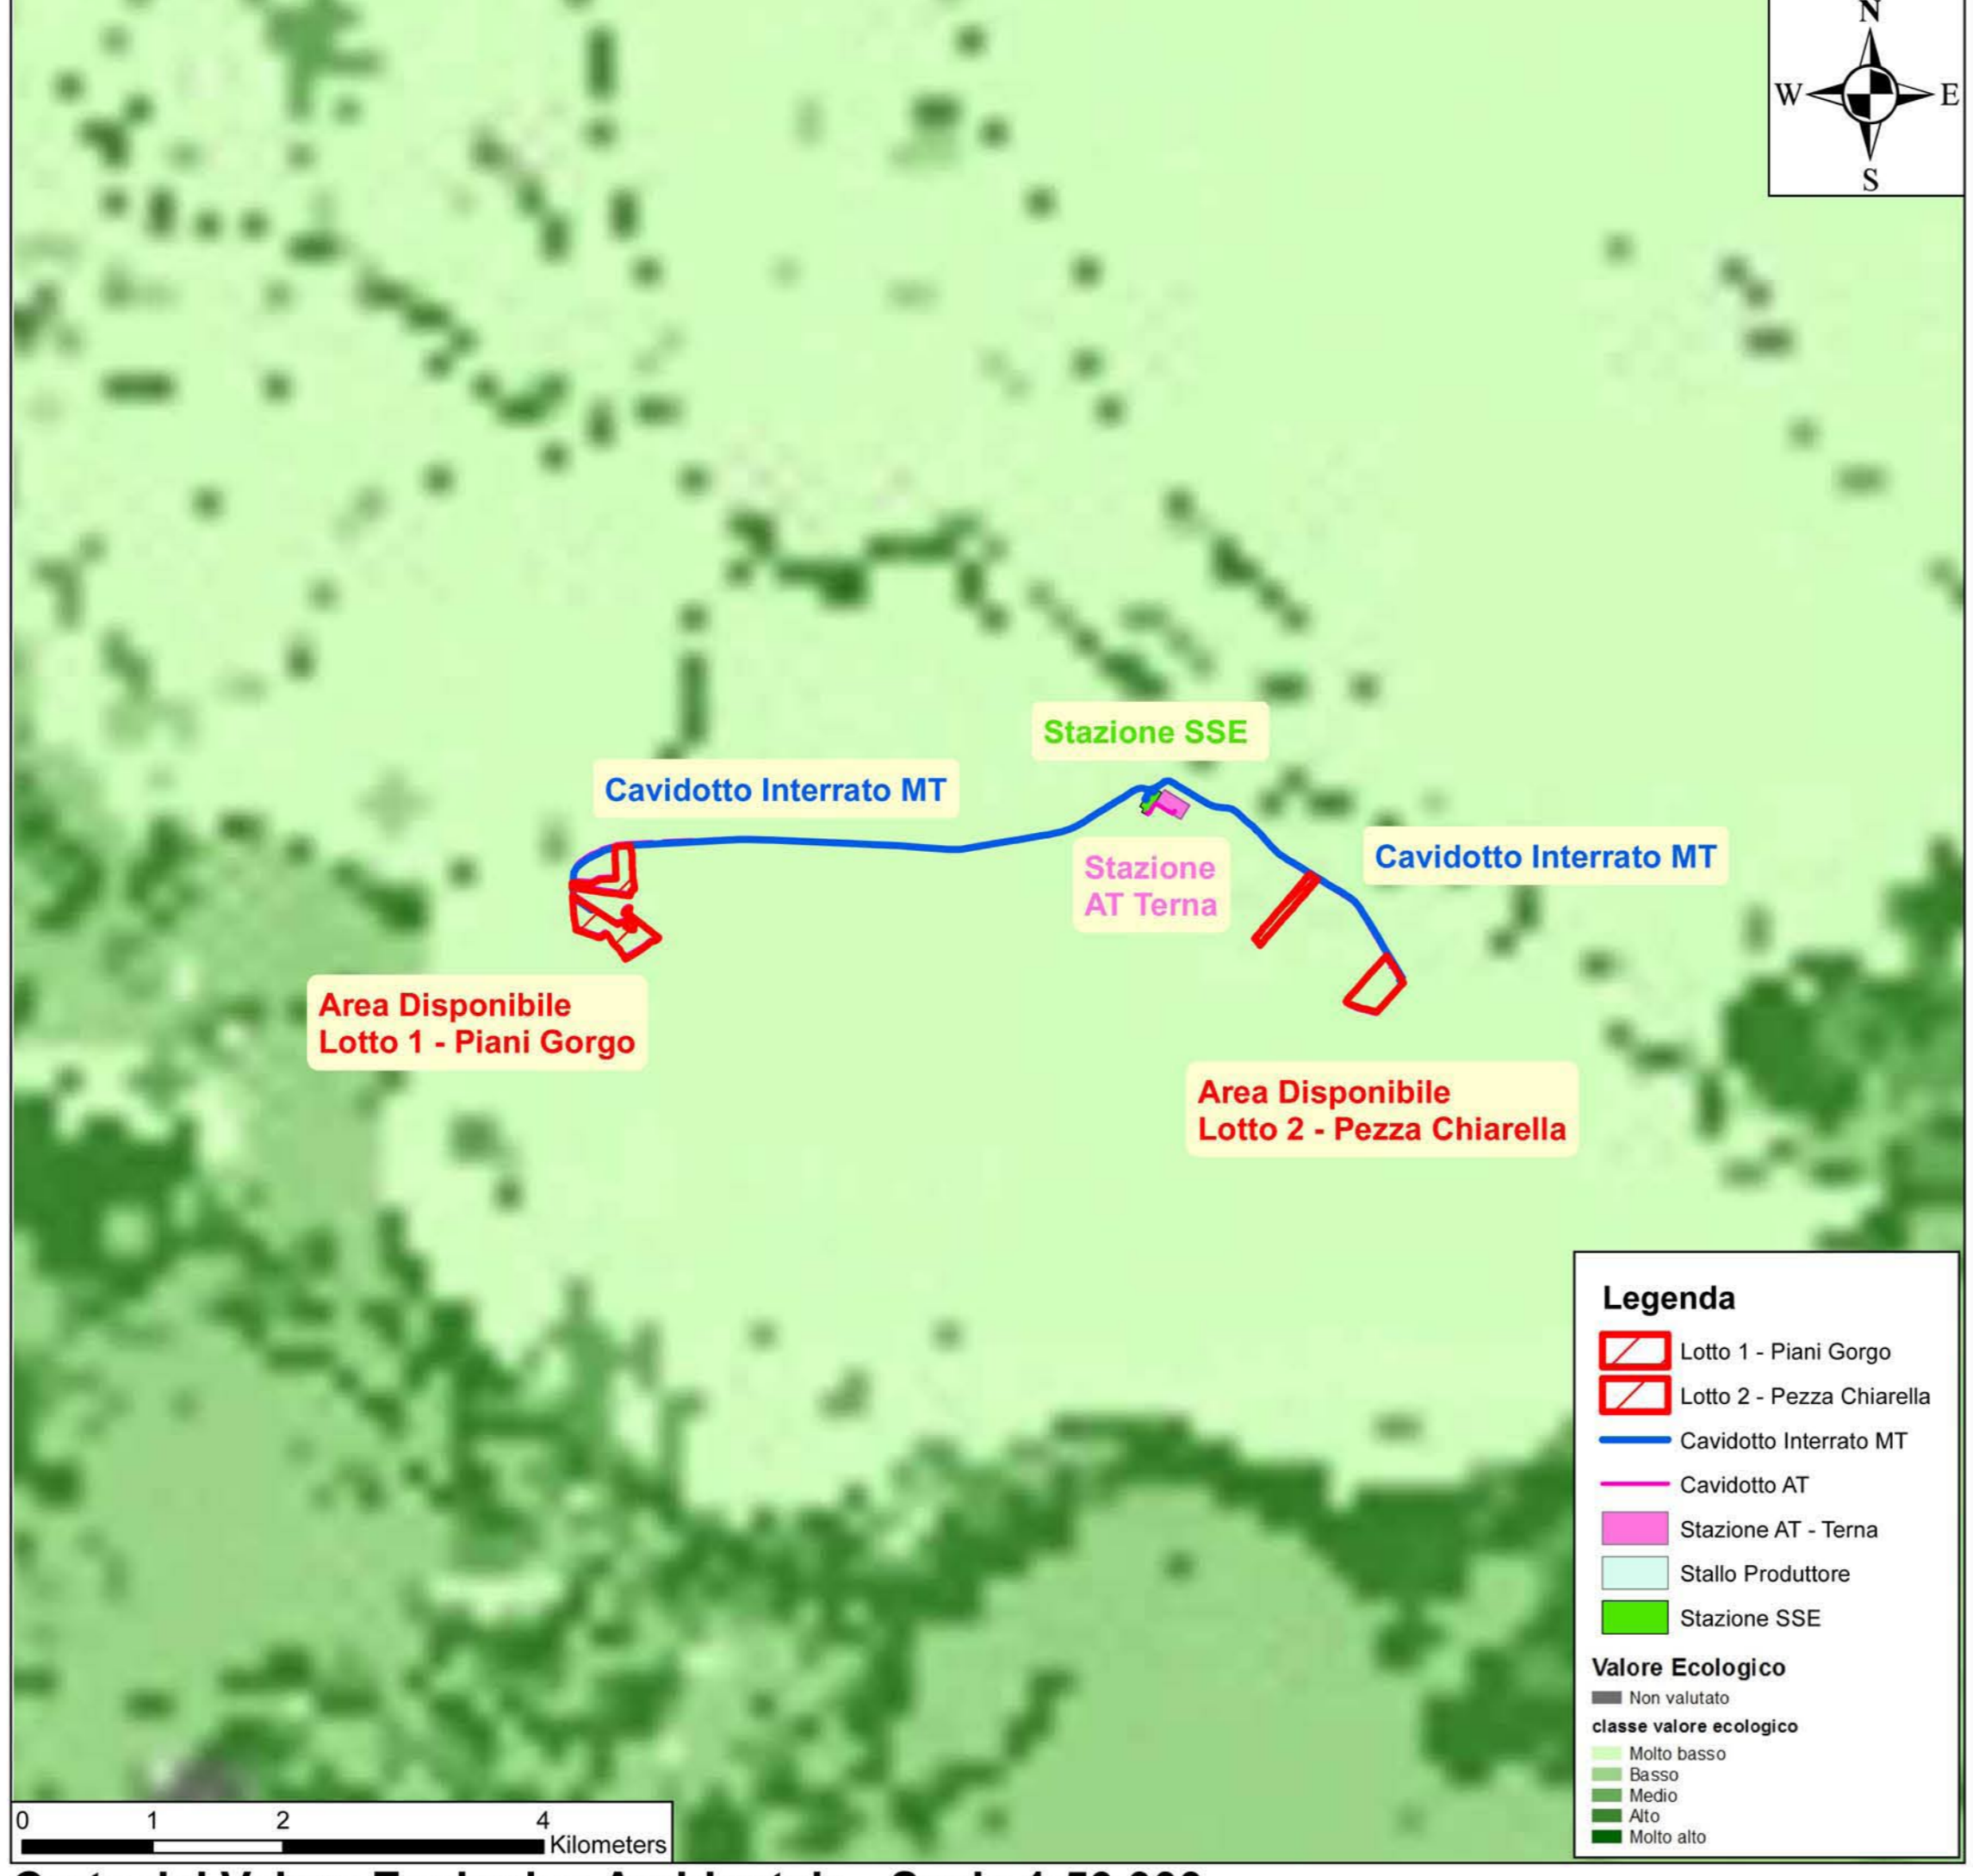 N
W E
S
Stazione SSE
Cavidotto Interrato MT
Cavidotto Interrato MT
Stazione
AT Terna
Area Disponibile
Lotto 1 - Piani Gorgo
Area Disponibile
Lotto 2 - Pezza Chiarella
Legenda
Lotto 1 - Piani Gorgo
Lotto 2 - Pezza Chiarella
Cavidotto Interrato MT
Cavidotto AT
Stazione AT - Terna
Stallo Produttore
Stazione SSE
Valore Ecologico
Non valutato
classe valore ecologico
Molto basso
Basso
Medio
Alto
Molto alto
0 1 2 4
Kilometers